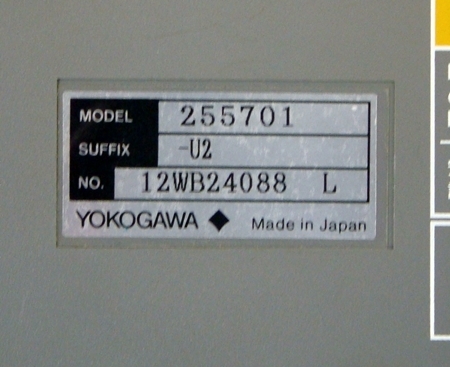 MODEL 255701
SUFFIX -U2
NO. 12WB24088 L
YOKOGAWA ◆ Made in Japan